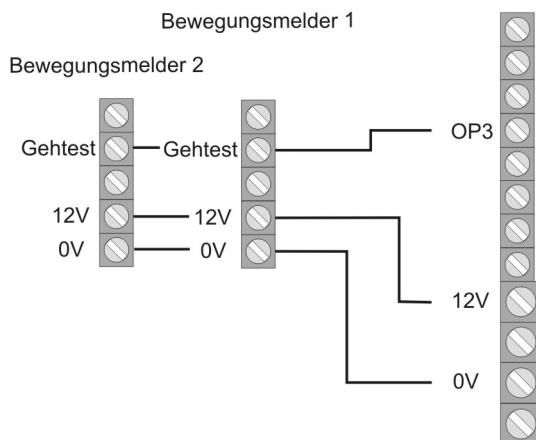 Bewegungsmelder 1
Bewegungsmelder 2
OP3
Gehtest
Gehtest
12V
12V
0V
0V
12V
0V